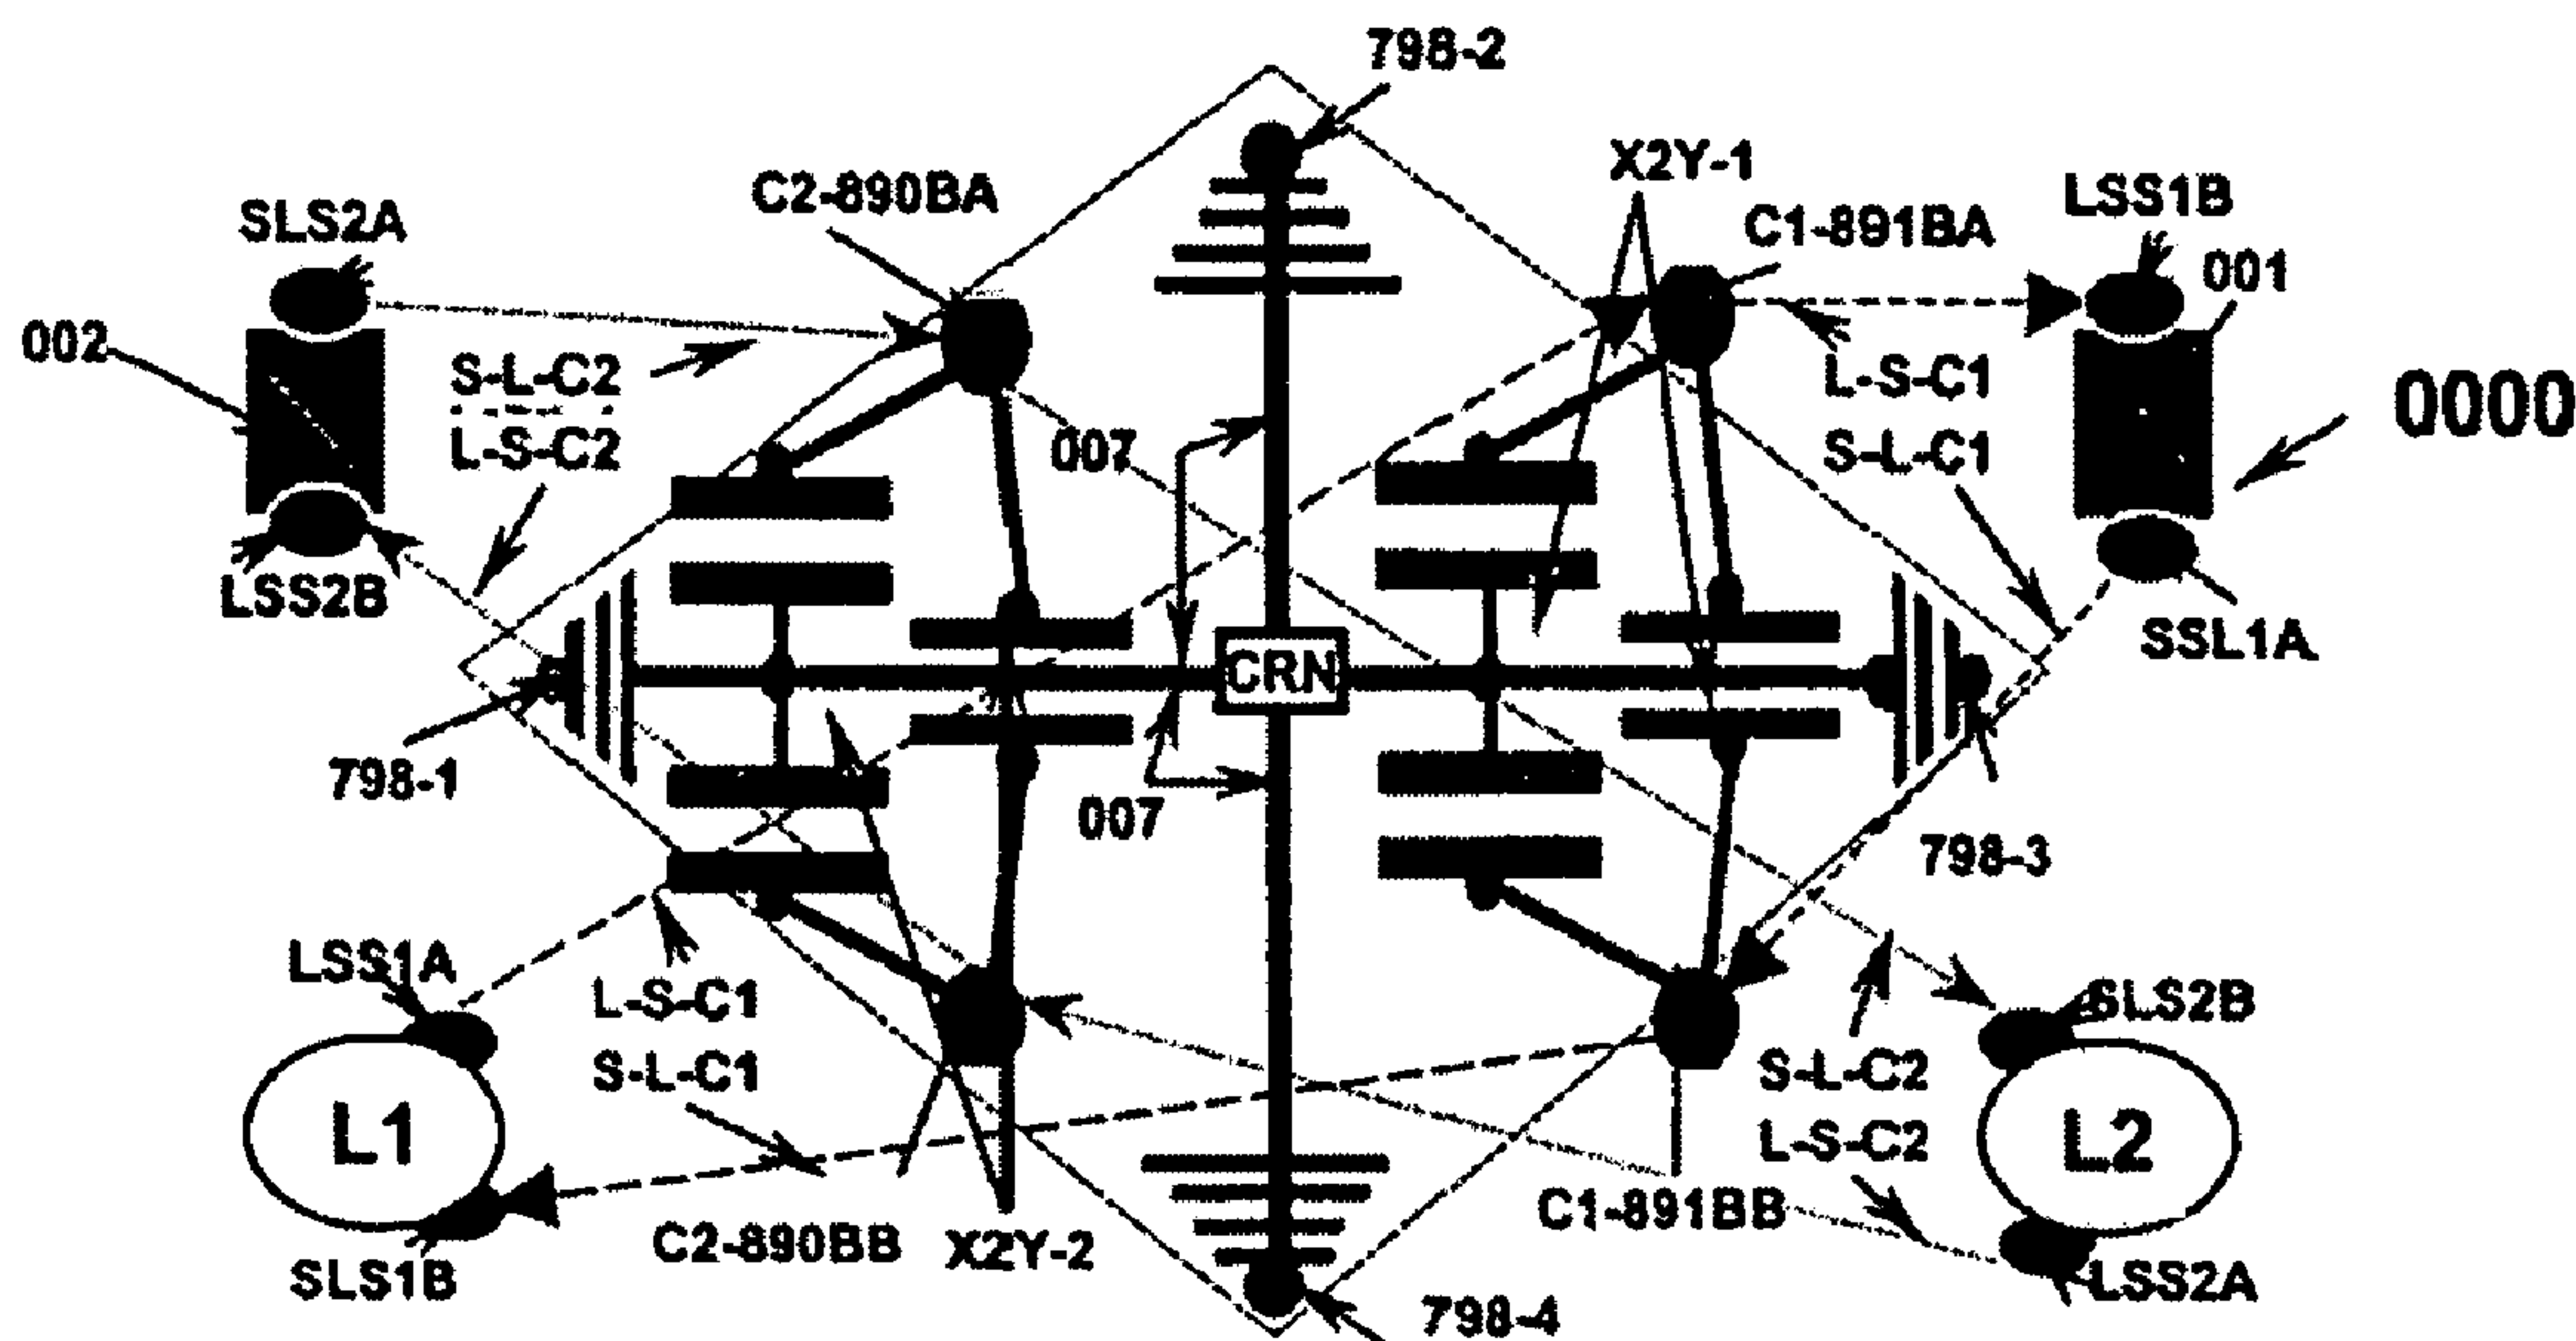 798-2
X2Y-1
C2-890BA
LSS1B
SLS2A
C1-891BA
001
002
S-L-C2
L-S-C2
L-S-C1
0000
007
S-L-C1
LSS2B
SSL1A
CRN
798-1
007
798-3
LSS1A
L-S-C1
SLS2B
S-L-C1
S-L-C2
L1
L-S-C2
L2
C1-891BB
C2-890BB
X2Y-2
SLS1B
LSS2A
798-4